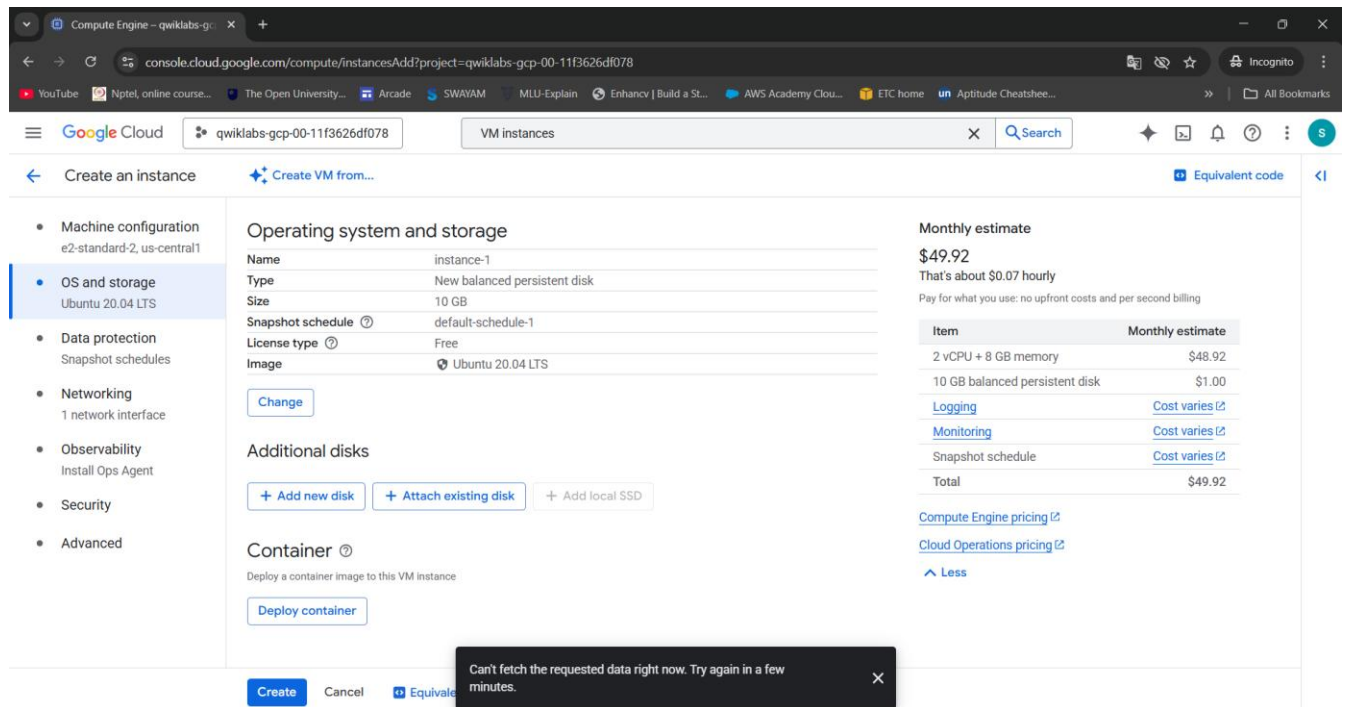 Compute Engine – qwiklabs-gc
console.cloud.google.com/compute/instancesAdd?project=qwiklabs-gcp-00-11f3626df078
Incognito
YouTube Nptel, online course... The Open University... Arcade SWAYAM MLU-Explain Enhancv | Build a St... AWS Academy Clou... ETC home un Aptitude Cheatshee... » All Bookmarks
Google Cloud qwiklabs-gcp-00-11f3626df078 VM instances Search S
Create an instance Create VM from... Equivalent code
Machine configuration
e2-standard-2, us-central1
OS and storage
Ubuntu 20.04 LTS
Data protection
Snapshot schedules
Networking
1 network interface
Observability
Install Ops Agent
Security
Advanced
Operating system and storage
Name instance-1
Type New balanced persistent disk
Size 10 GB
Snapshot schedule default-schedule-1
License type Free
Image Ubuntu 20.04 LTS
Change
Additional disks
+ Add new disk + Attach existing disk + Add local SSD
Container
Deploy a container image to this VM instance
Deploy container
Monthly estimate
$49.92
That's about $0.07 hourly
Pay for what you use: no upfront costs and per second billing
Item Monthly estimate
2 vCPU + 8 GB memory $48.92
10 GB balanced persistent disk $1.00
Logging Cost varies
Monitoring Cost varies
Snapshot schedule Cost varies
Total $49.92
Compute Engine pricing
Cloud Operations pricing
Less
Create Cancel Equivale
Can't fetch the requested data right now. Try again in a few
minutes.